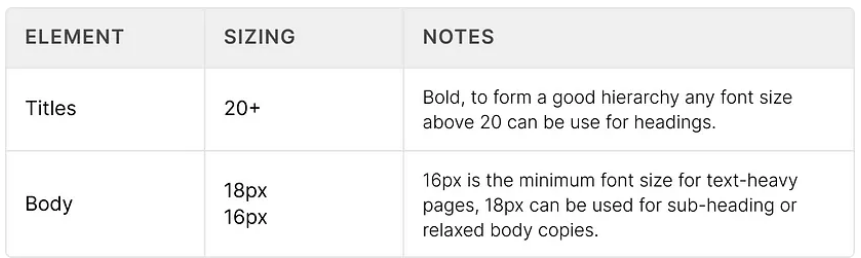 ELEMENT
SIZING
NOTES
Titles
20+
Bold, to form a good hierarchy any font size
above 20 can be use for headings.
Body
18px
16px
16px is the minimum font size for text-heavy
pages, 18px can be used for sub-heading or
relaxed body copies.